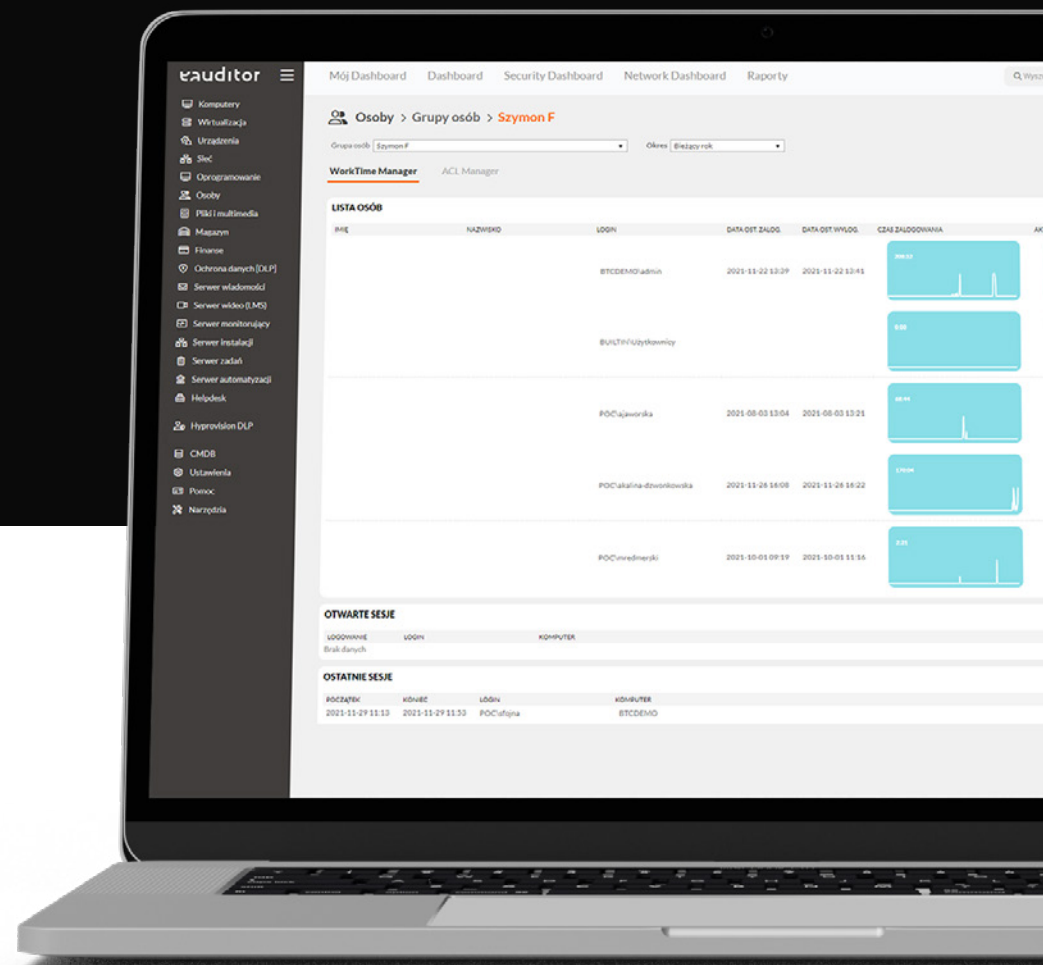 eauditor
Mój Dashboard Dashboard Security Dashboard Network Dashboard Raporty
Komputery
Wirtualizacja
Urządzenia
Sieć
Oprogramowanie
Osoby
Pliki i multimedia
Magazyn
Finanse
Ochrona danych [DLP]
Serwer wiadomości
Serwer wideo (LMS)
Serwer monitorujący
Serwer instalacji
Serwer zadań
Serwer automatyzacji
Helpdesk
Hyprovision DLP
CMDB
Ustawienia
Pomoc
Narzędzia
Osoby > Grupy osób > Szymon F
Grupa osób Szymon F Okres Bieżący rok
WorkTime Manager ACL Manager
LISTA OSÓB
IMIĘ NAZWISKO LOGIN DATA OST. ZALOG. DATA OST. WYLOG. CZAS ZALOGOWANIA
BTCDEMO\admin 2021-11-22 13:39 2021-11-22 13:41
BUILTIN\Użytkownicy 0:00
POC\ajaworska 2021-08-03 13:04 2021-08-03 13:21
POC\akalina-dzwonkowska 2021-11-26 16:08 2021-11-26 16:22
2021-10-01 09:19 2021-10-01 11:16
OTWARTE SESJE
LOGOWANIE LOGIN KOMPUTER
Brak danych
OSTATNIE SESJE
POCZĄTEK KONIEC LOGIN KOMPUTER
2021-11-29 11:13 2021-11-29 11:53 POC\sfojna BTCDEMO